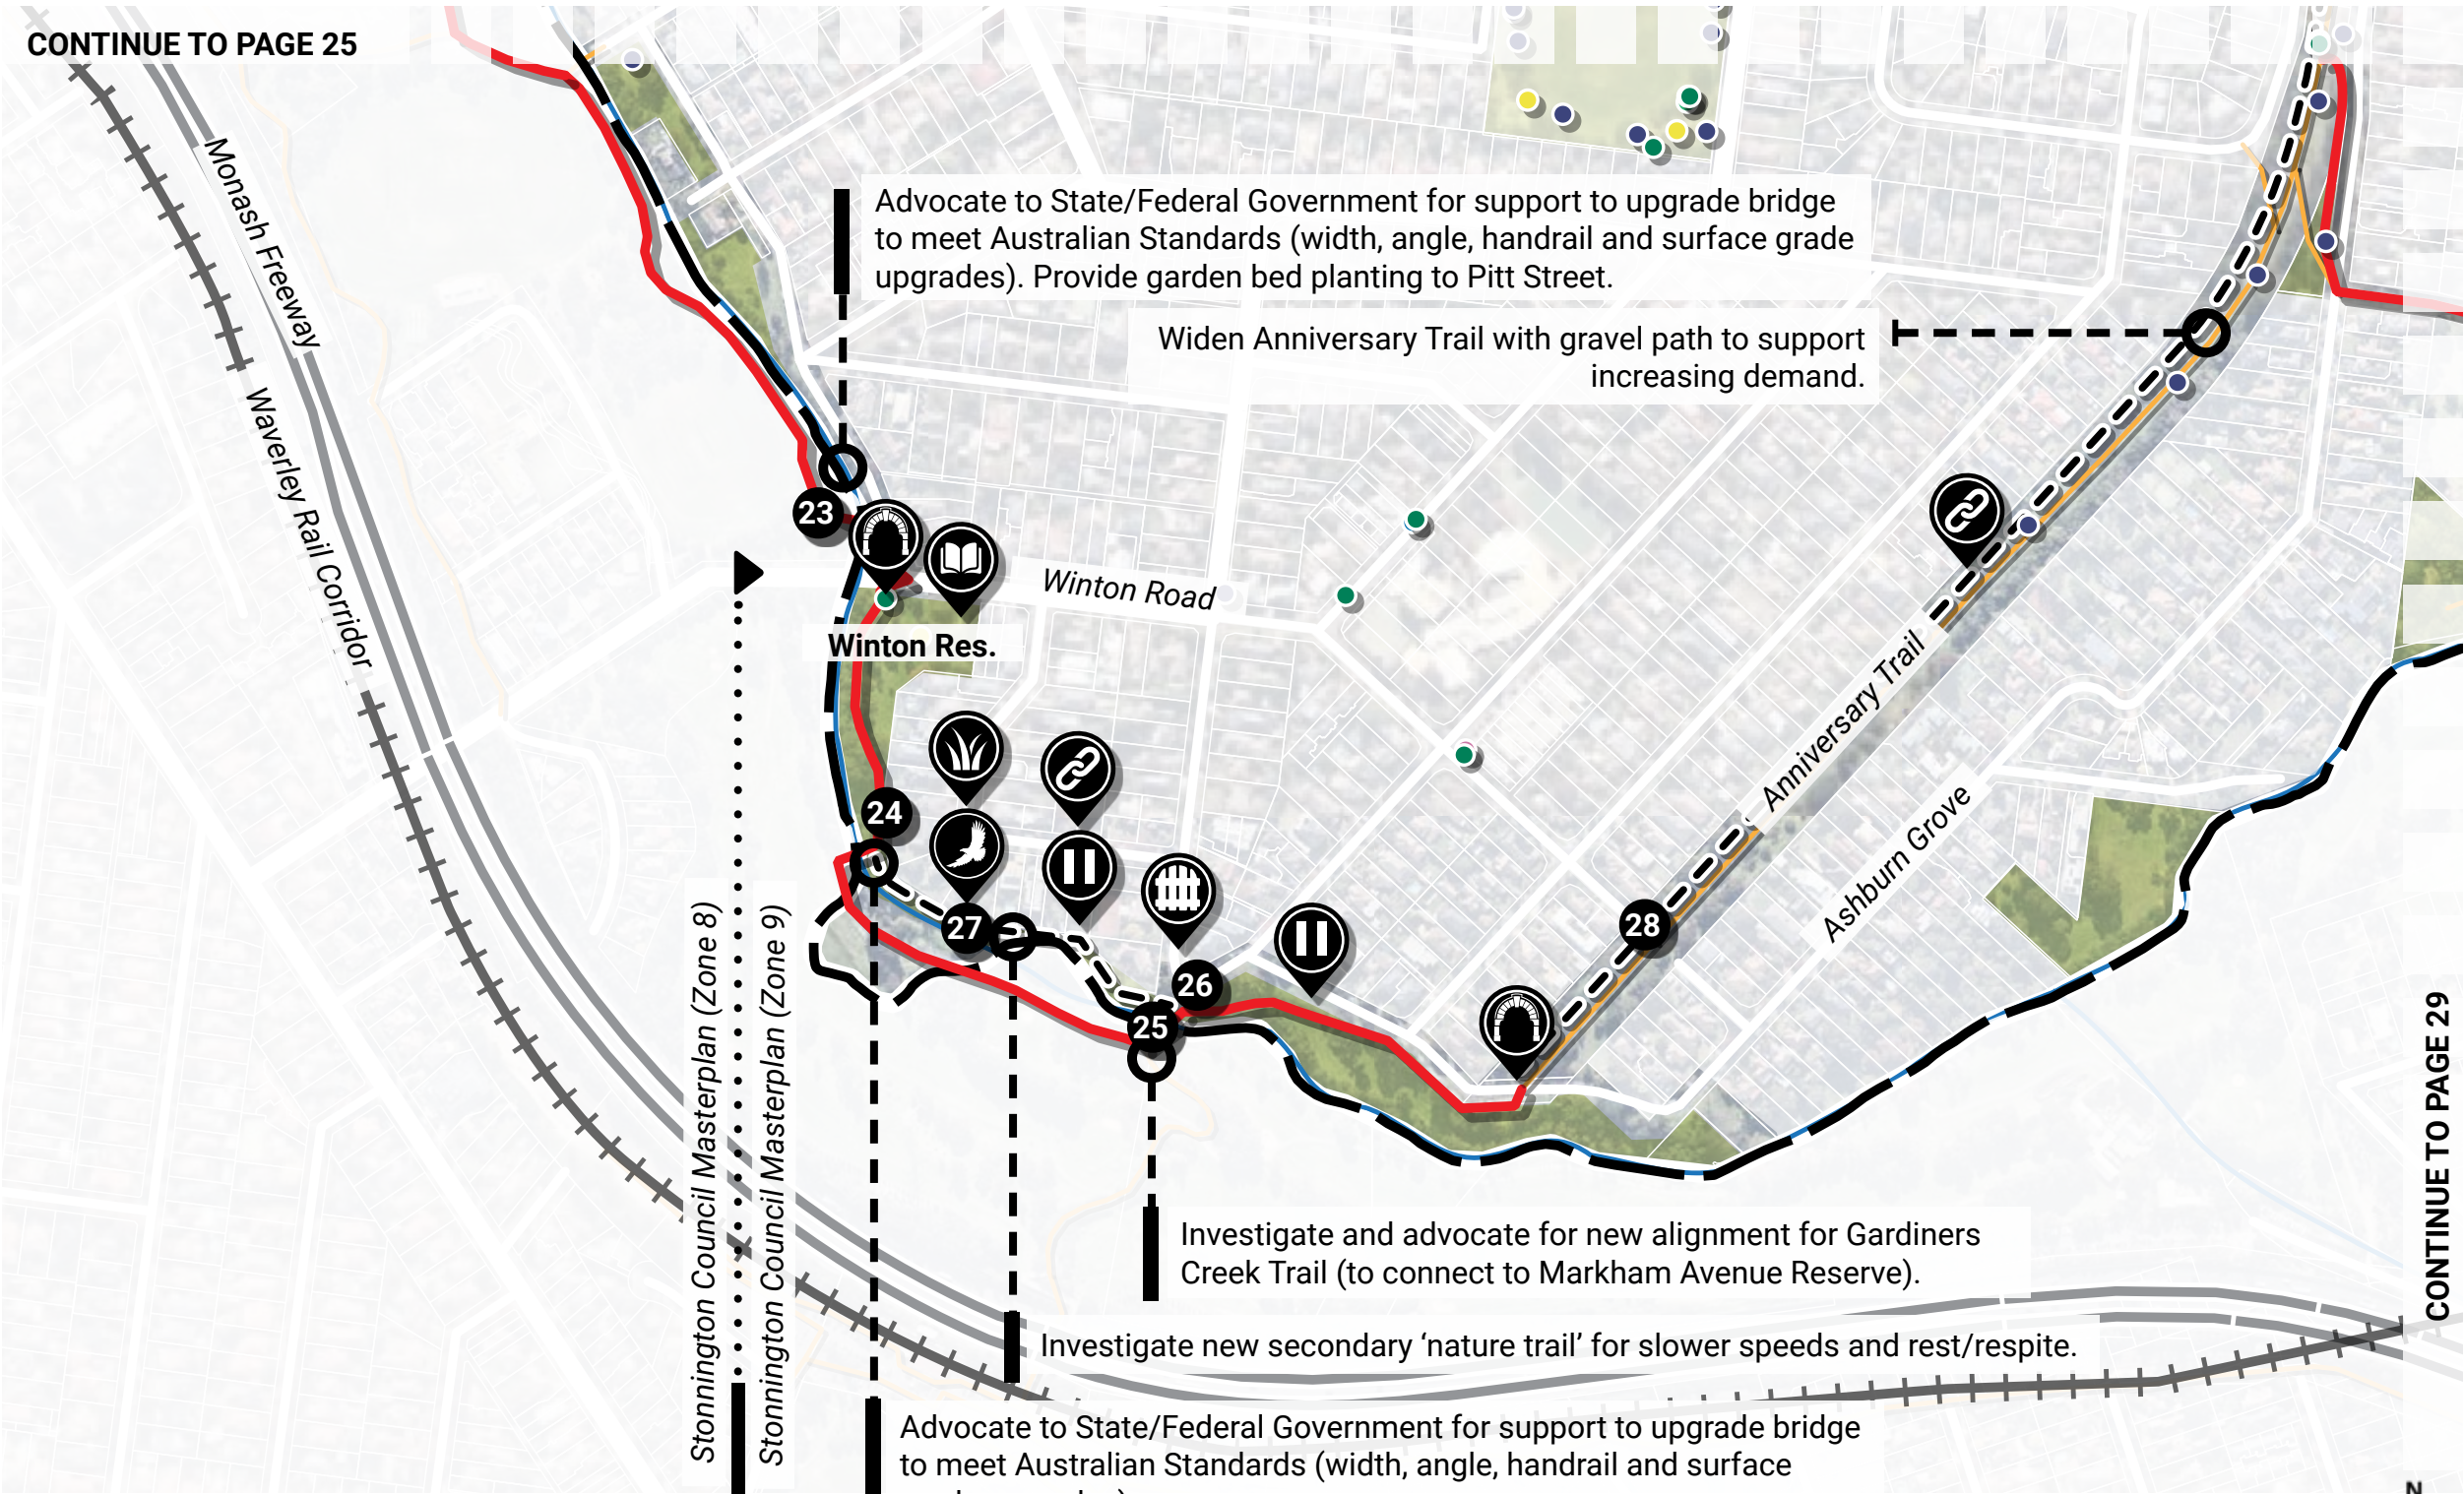 CONTINUE TO PAGE 25
Monash Freeway
Waverley Rail Corridor
Advocate to State/Federal Government for support to upgrade bridge
to meet Australian Standards (width, angle, handrail and surface grade
upgrades). Provide garden bed planting to Pitt Street.
Widen Anniversary Trail with gravel path to support
increasing demand.
23
Winton Road
Winton Res.
Anniversary Trail
Ashburn Grove
24
27
28
26
25
Stonnington Council Masterplan (Zone 8)
Stonnington Council Masterplan (Zone 9)
CONTINUE TO PAGE 29
Investigate and advocate for new alignment for Gardiners
Creek Trail (to connect to Markham Avenue Reserve).
Investigate new secondary ‘nature trail’ for slower speeds and rest/respite.
Advocate to State/Federal Government for support to upgrade bridge
to meet Australian Standards (width, angle, handrail and surface
N